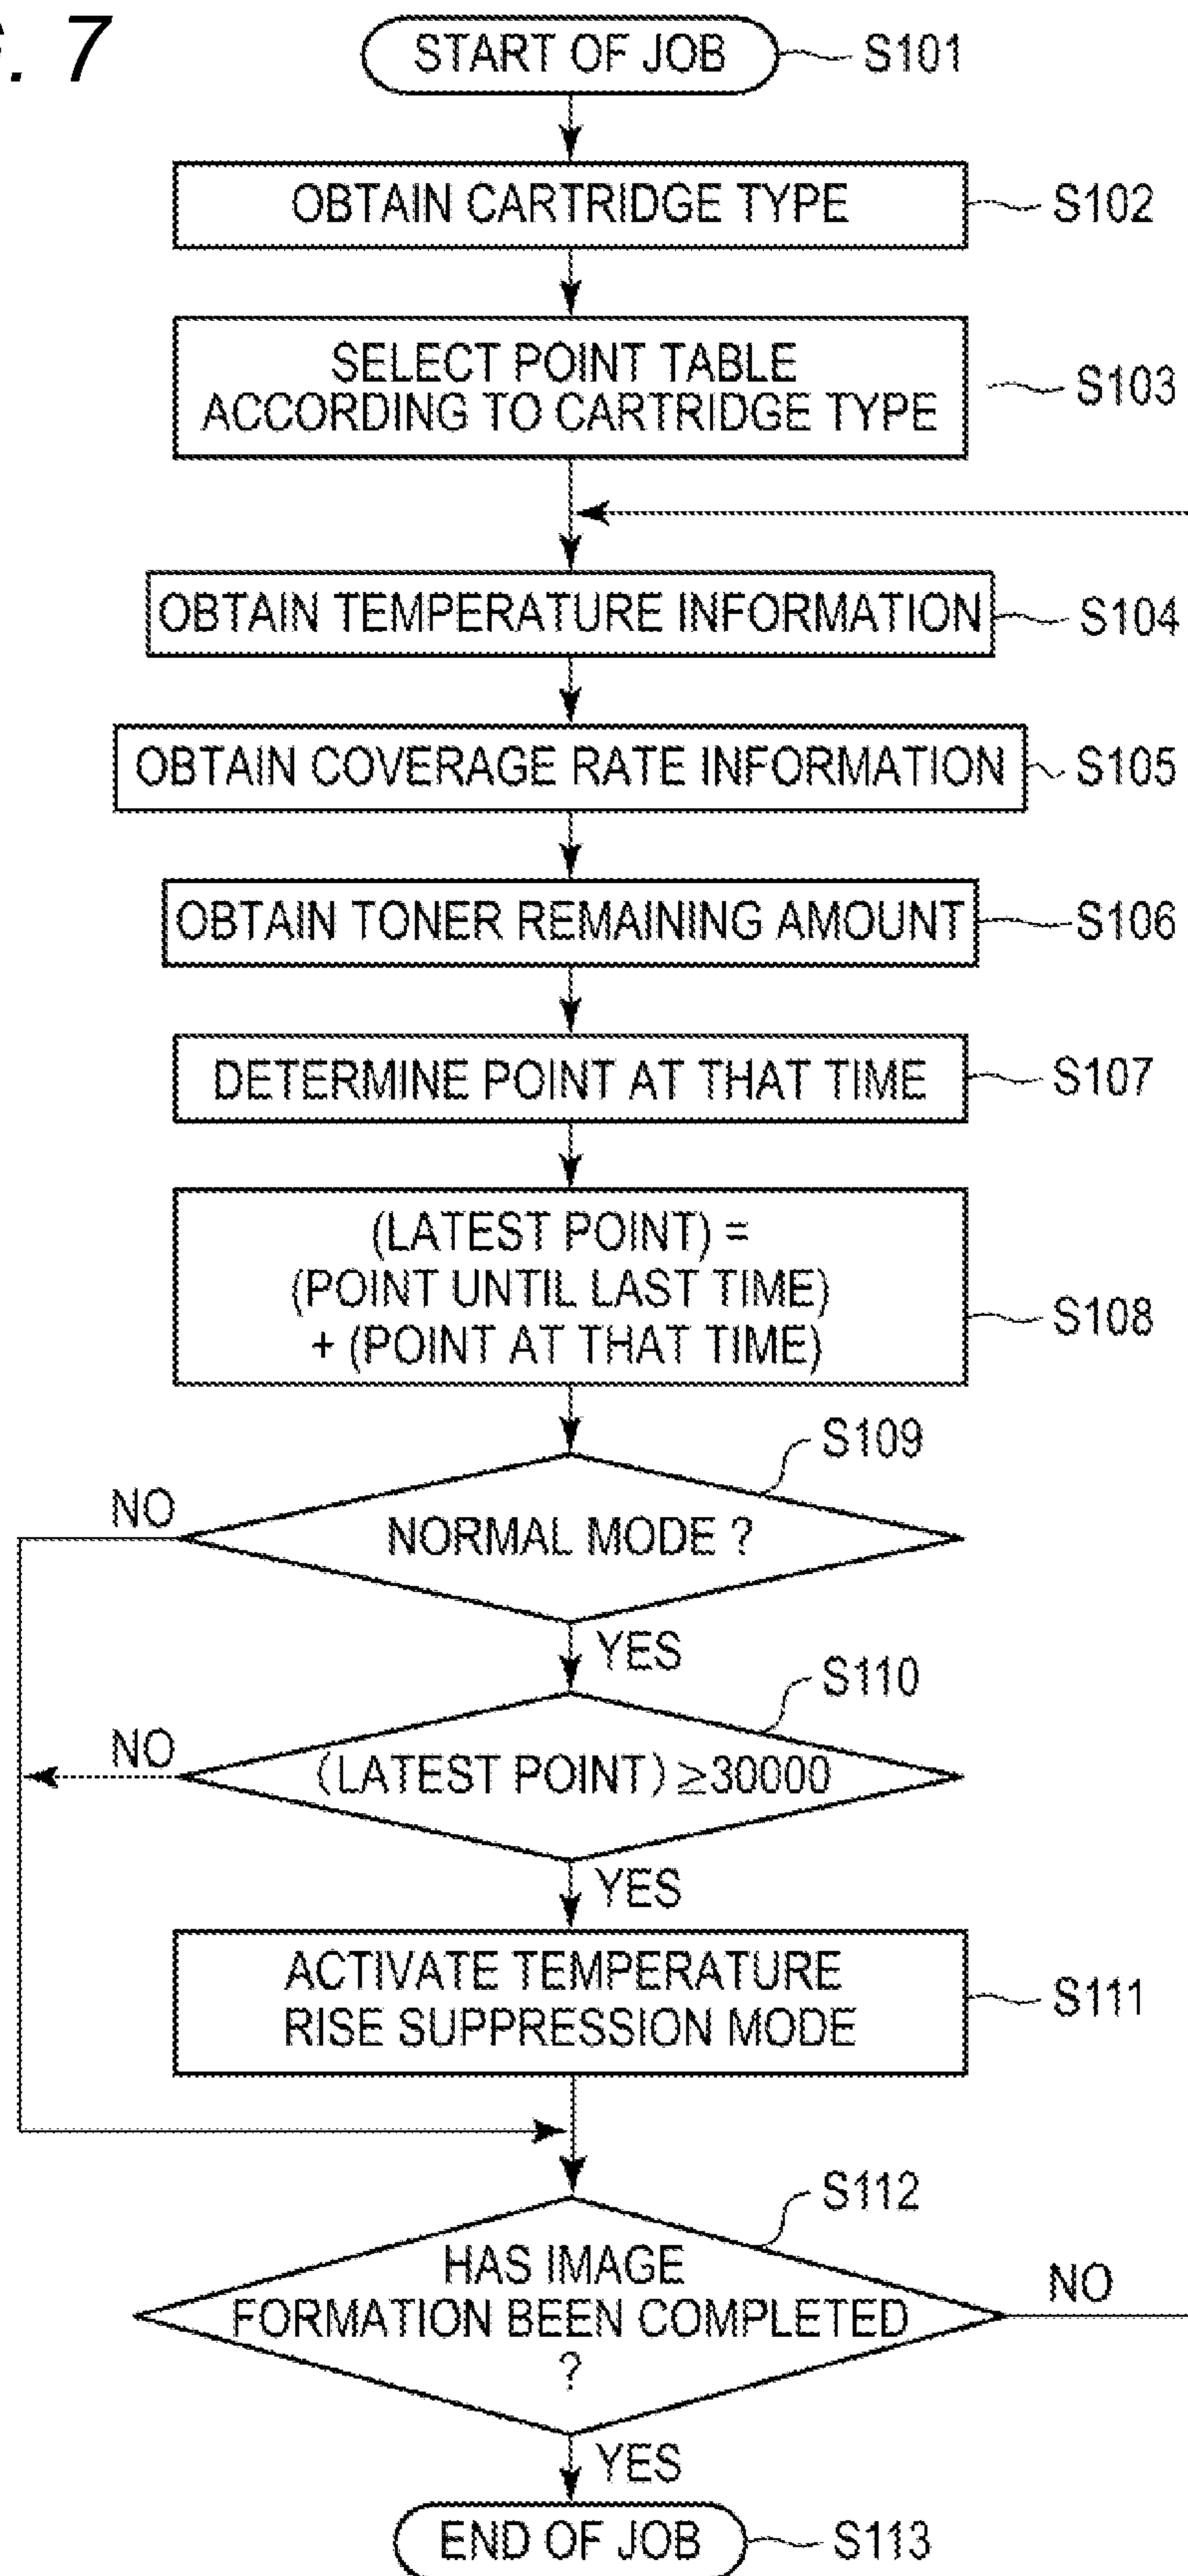 . 7
START OF JOB S101
OBTAIN CARTRIDGE TYPE S102
SELECT POINT TABLE
ACCORDING TO CARTRIDGE TYPE S103
OBTAIN TEMPERATURE INFORMATION S104
OBTAIN COVERAGE RATE INFORMATION S105
OBTAIN TONER REMAINING AMOUNT S106
DETERMINE POINT AT THAT TIME S107
(LATEST POINT) =
(POINT UNTIL LAST TIME)
+ (POINT AT THAT TIME) S108
S109
NO
NORMAL MODE ?
YES
S110
NO
(LATEST POINT) ≥30000
YES
ACTIVATE TEMPERATURE
RISE SUPPRESSION MODE S111
S112
HAS IMAGE
FORMATION BEEN COMPLETED
?
NO
YES
END OF JOB S113